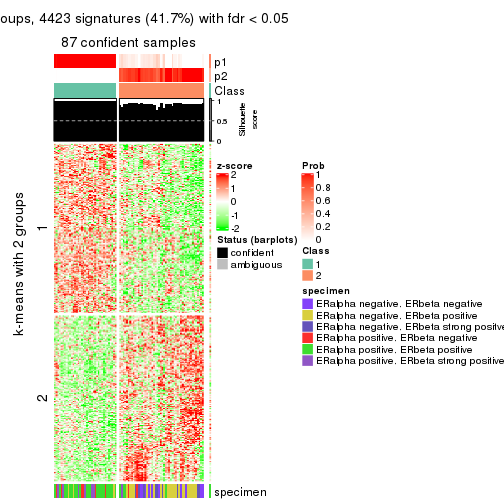 oups, 4423 signatures (41.7%) with fdr < 0.05
87 confident samples
p1
p2
Class
1
0.5
0
Silhouette
score
k-means with 2 groups
1
2
z-score
2
1
0
-1
-2
Status (barplots)
confident
ambiguous
Prob
1
0.8
0.6
0.4
0.2
0
Class
1
2
specimen
ERalpha negative. ERbeta negative
ERalpha negative. ERbeta positive
ERalpha negative. ERbeta strong positive
ERalpha positive. ERbeta negative
ERalpha positive. ERbeta positive
ERalpha positive. ERbeta strong positive
specimen